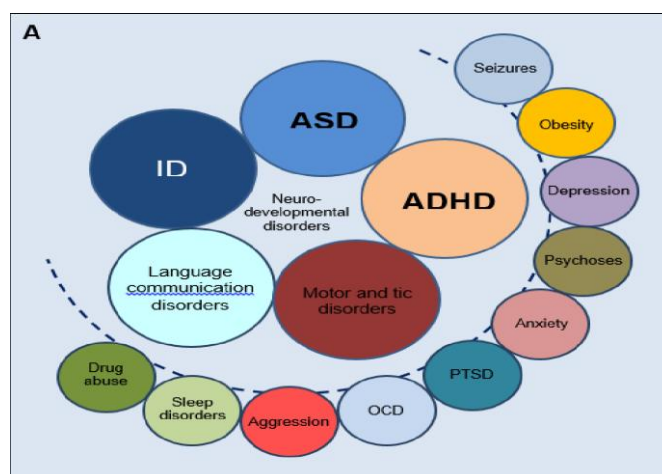 A
Seizures
ASD
Obesity
ID
Neuro-
developmental
disorders
ADHD
Depression
Psychoses
Language
communication
disorders
Motor and tic
disorders
Anxiety
Drug
abuse
PTSD
Sleep
disorders
Aggression
OCD